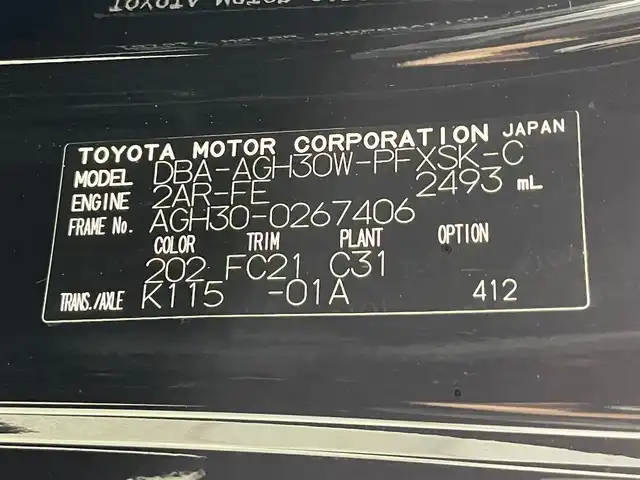 TOYOTA MOTOR CORPORATION JAPAN
MODEL DBA-AGH30W-PFXSK-C
ENGINE 2AR-FE 2493 mL
FRAME No. AGH30-0267406
COLOR TRIM PLANT OPTION
202 FC21 C31
TRANS./AXLE K115 -01A 412